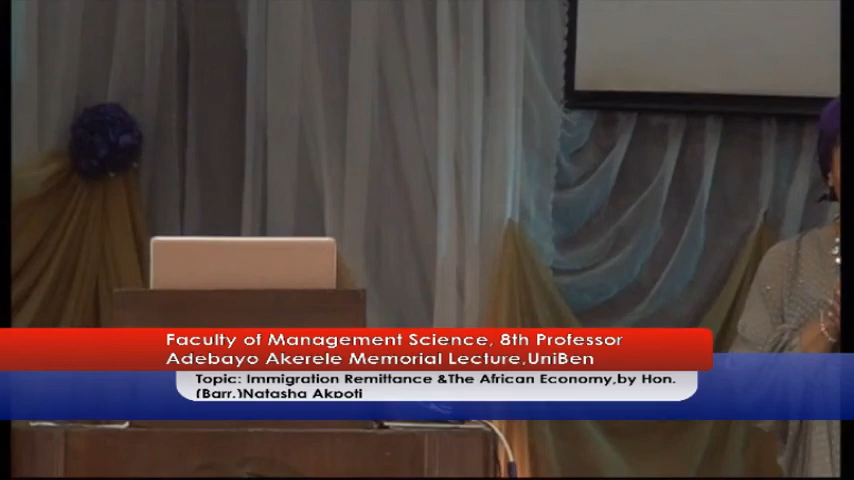 Faculty of Management Science, 8th Professor
Adebayo Akerele Memorial Lecture,UniBen
Topic: Immigration Remittance &The African Economy,by Hon.
(Barr.)Natasha Akpoti